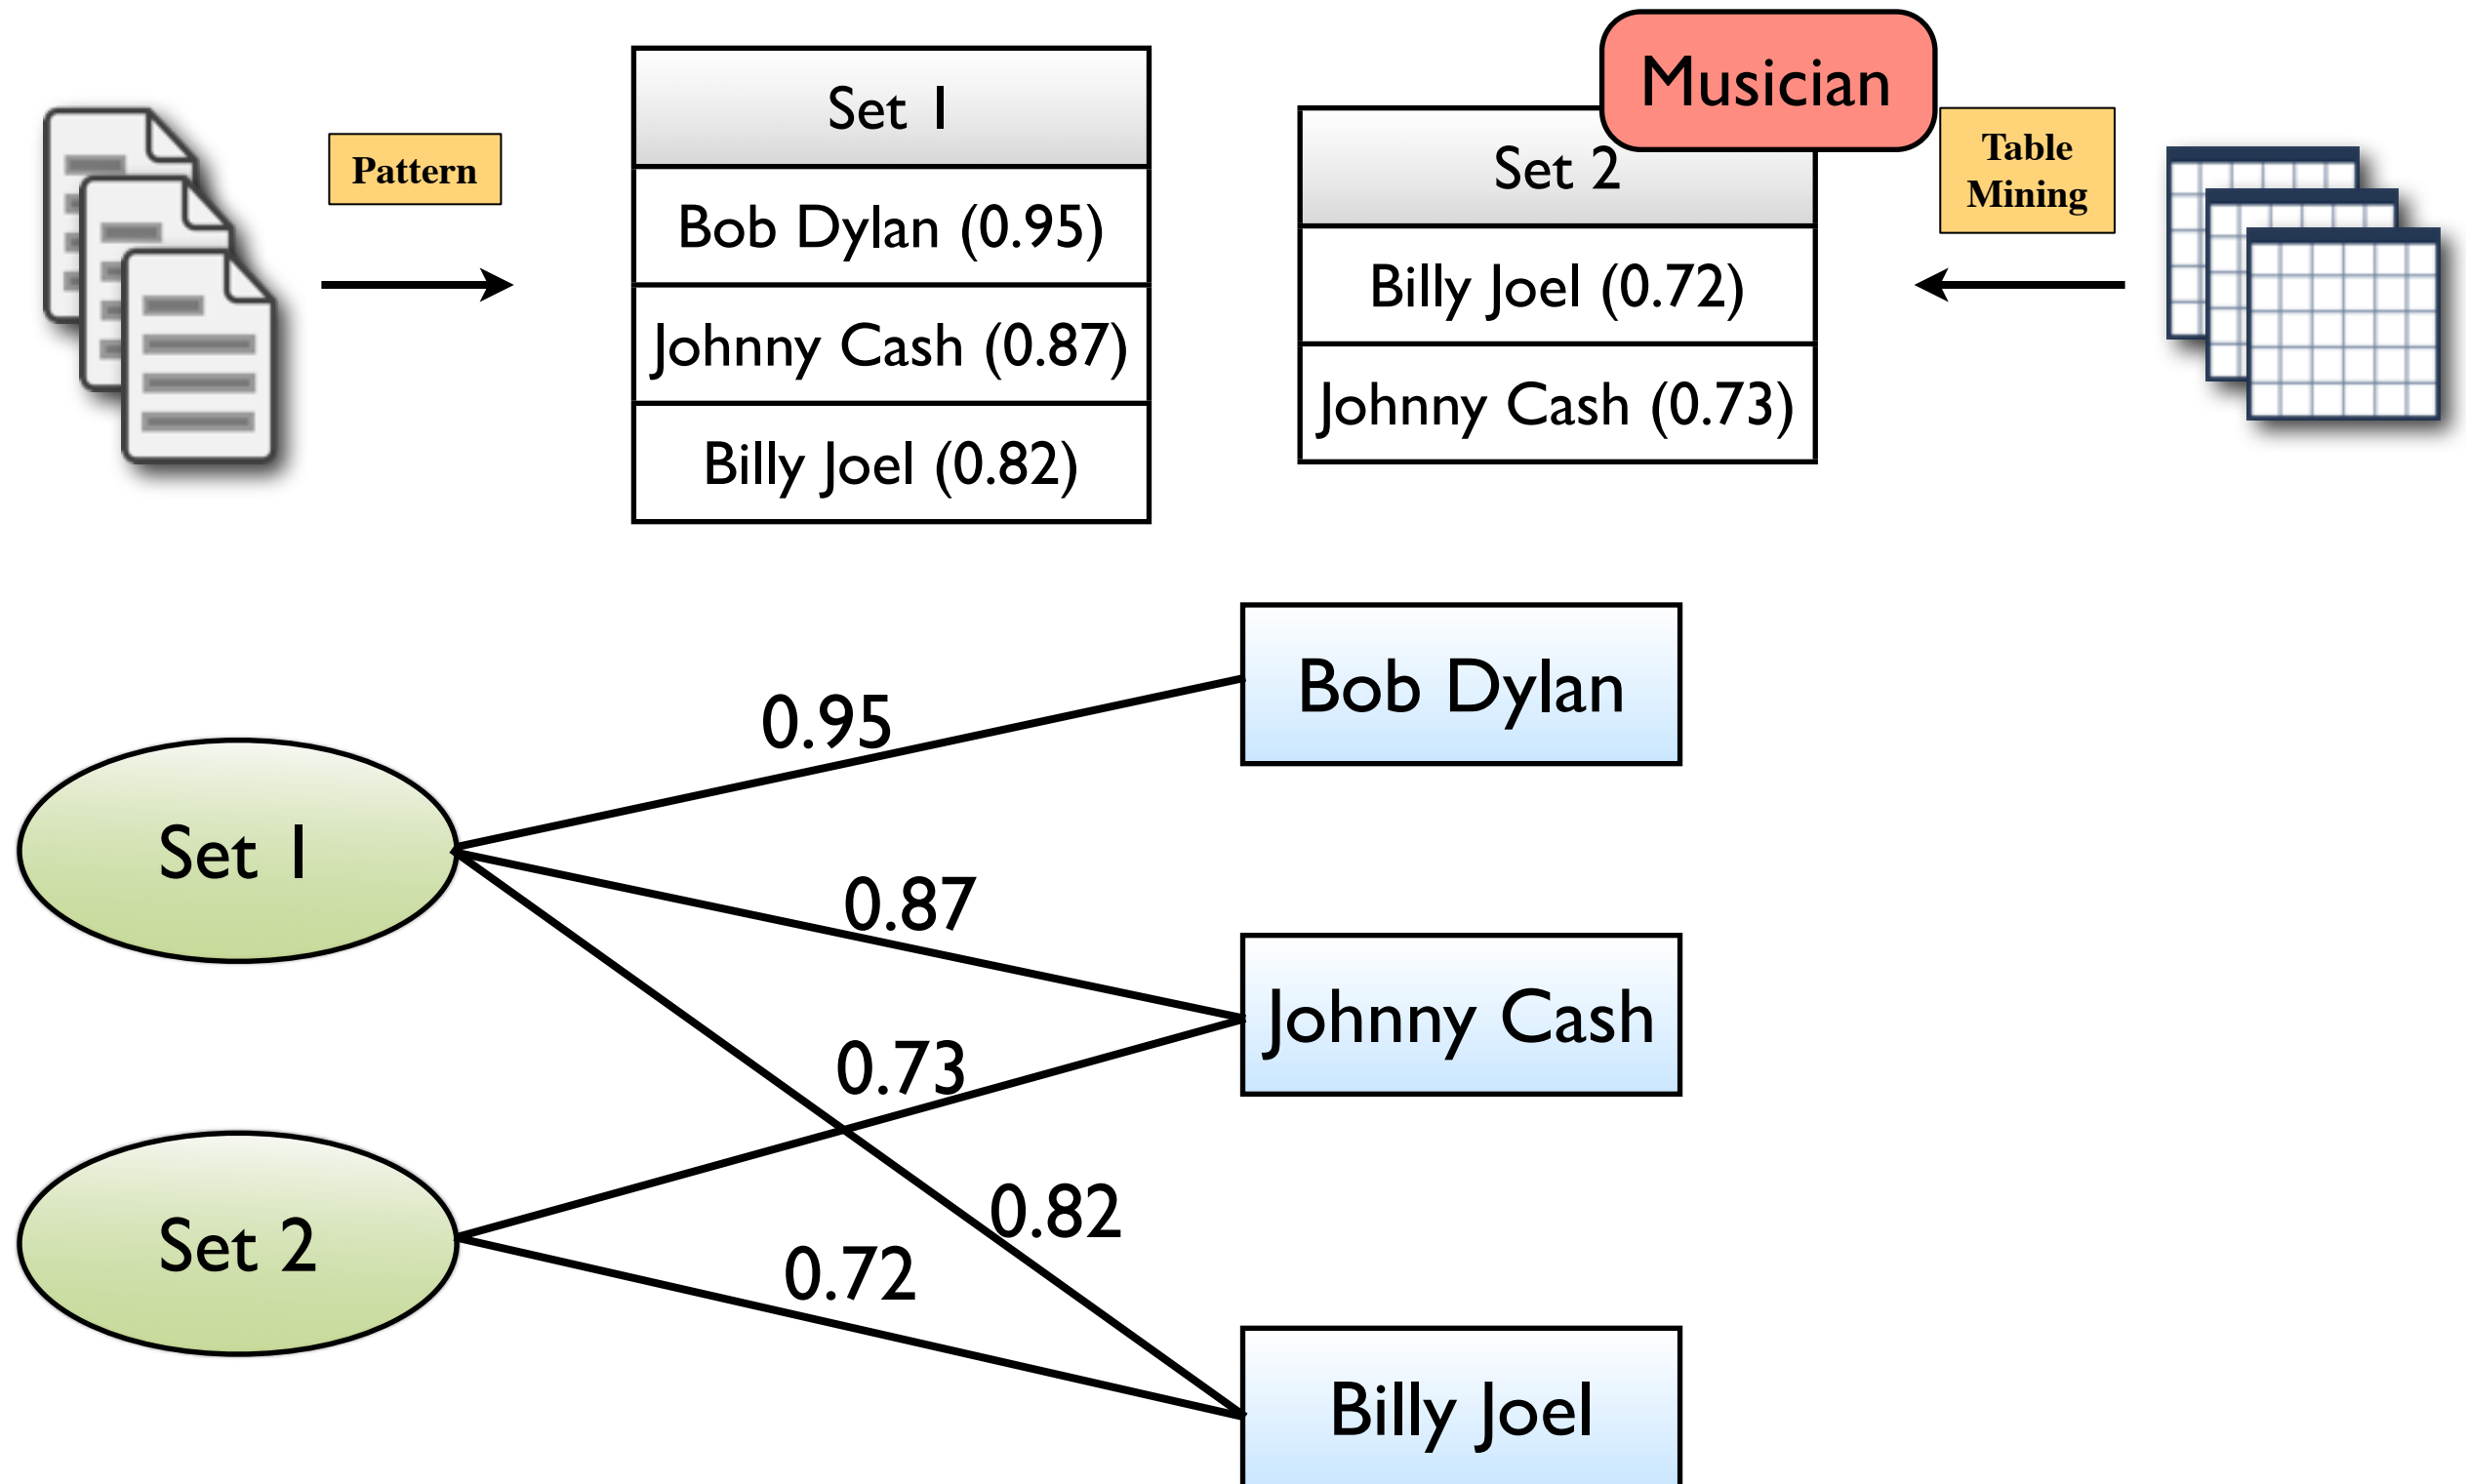 Pattern
Set 1
Bob Dylan (0.95)
Johnny Cash (0.87)
Billy Joel (0.82)
Musician
Set 2
Billy Joel (0.72)
Johnny Cash (0.73)
Table
Mining
Set 1
Set 2
0.95
0.87
0.73
0.82
0.72
Bob Dylan
Johnny Cash
Billy Joel